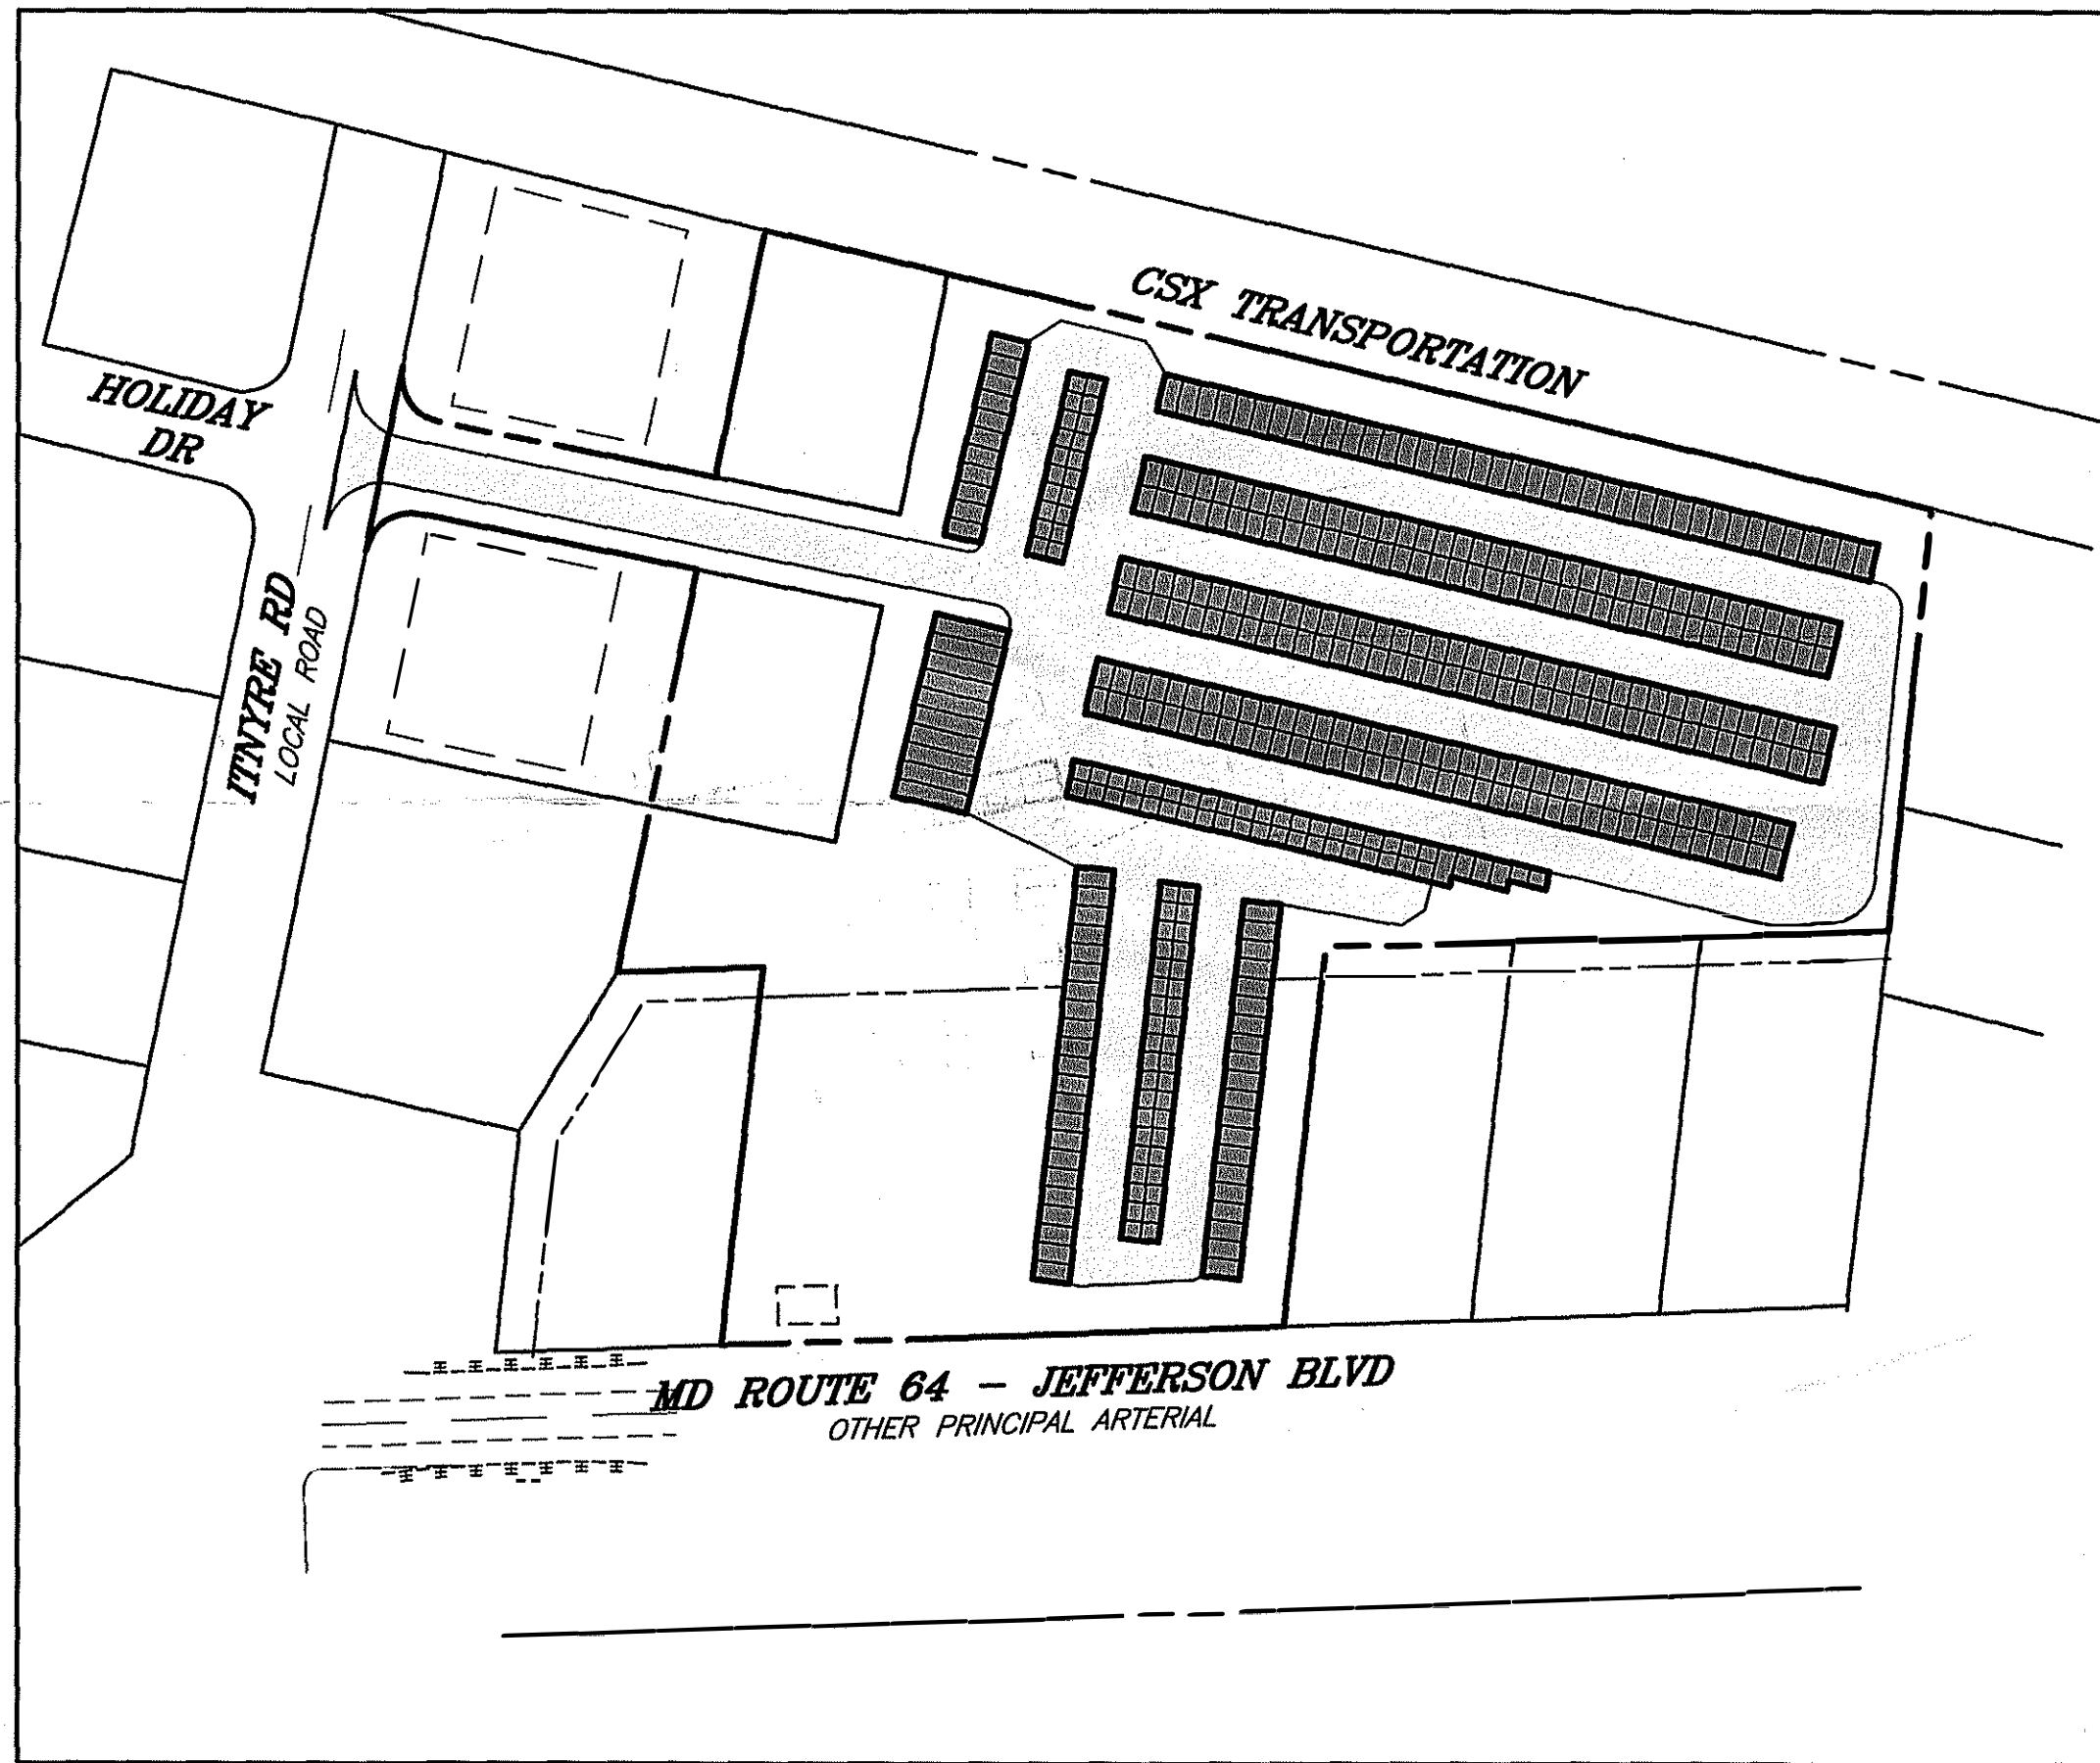 CSX TRANSPORTATION
HOLIDAY
DR
ITNYRE RD
LOCAL ROAD
MD ROUTE 64 - JEFFERSON BLVD
OTHER PRINCIPAL ARTERIAL